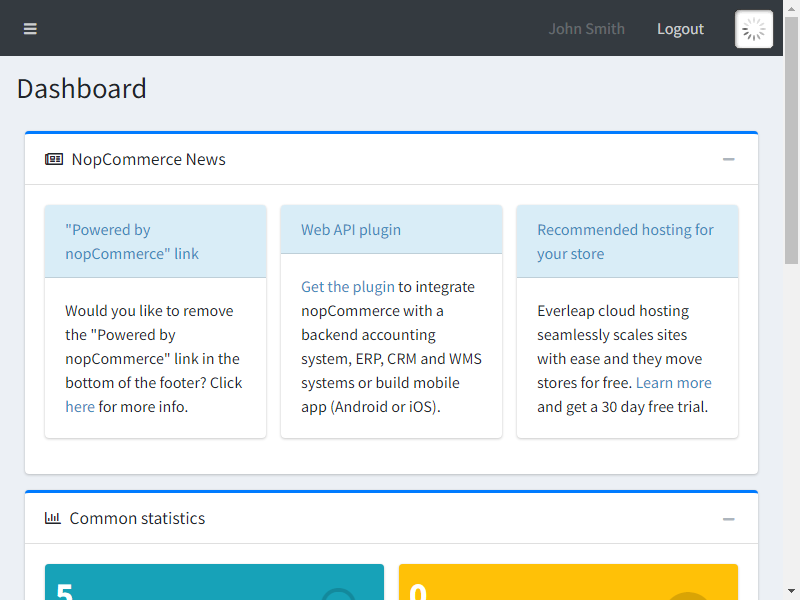 John Smith
Logout
Dashboard
NopCommerce News
"Powered by
nopCommerce" link
Would you like to remove
the "Powered by
nopCommerce" link in the
bottom of the footer? Click
here for more info.
Web API plugin
Get the plugin to integrate
nopCommerce with a
backend accounting
system, ERP, CRM and WMS
systems or build mobile
app (Android or iOS).
Recommended hosting for
your store
Everleap cloud hosting
seamlessly scales sites
with ease and they move
stores for free. Learn more
and get a 30 day free trial.
Common statistics
5
0